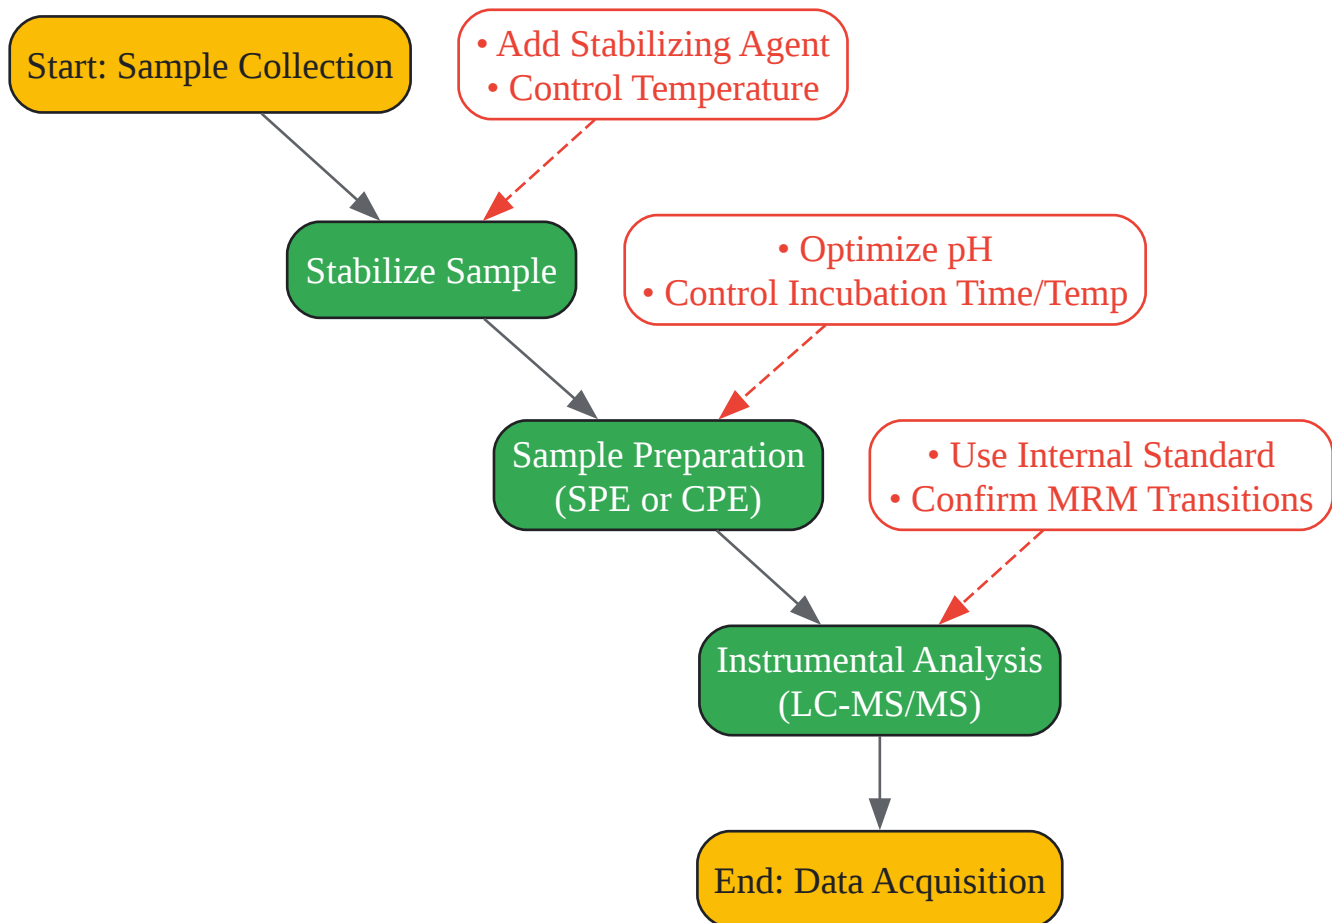 Start: Sample Collection
• Add Stabilizing Agent
• Control Temperature
Stabilize Sample
• Optimize pH
• Control Incubation Time/Temp
Sample Preparation
(SPE or CPE)
• Use Internal Standard
• Confirm MRM Transitions
Instrumental Analysis
(LC-MS/MS)
End: Data Acquisition